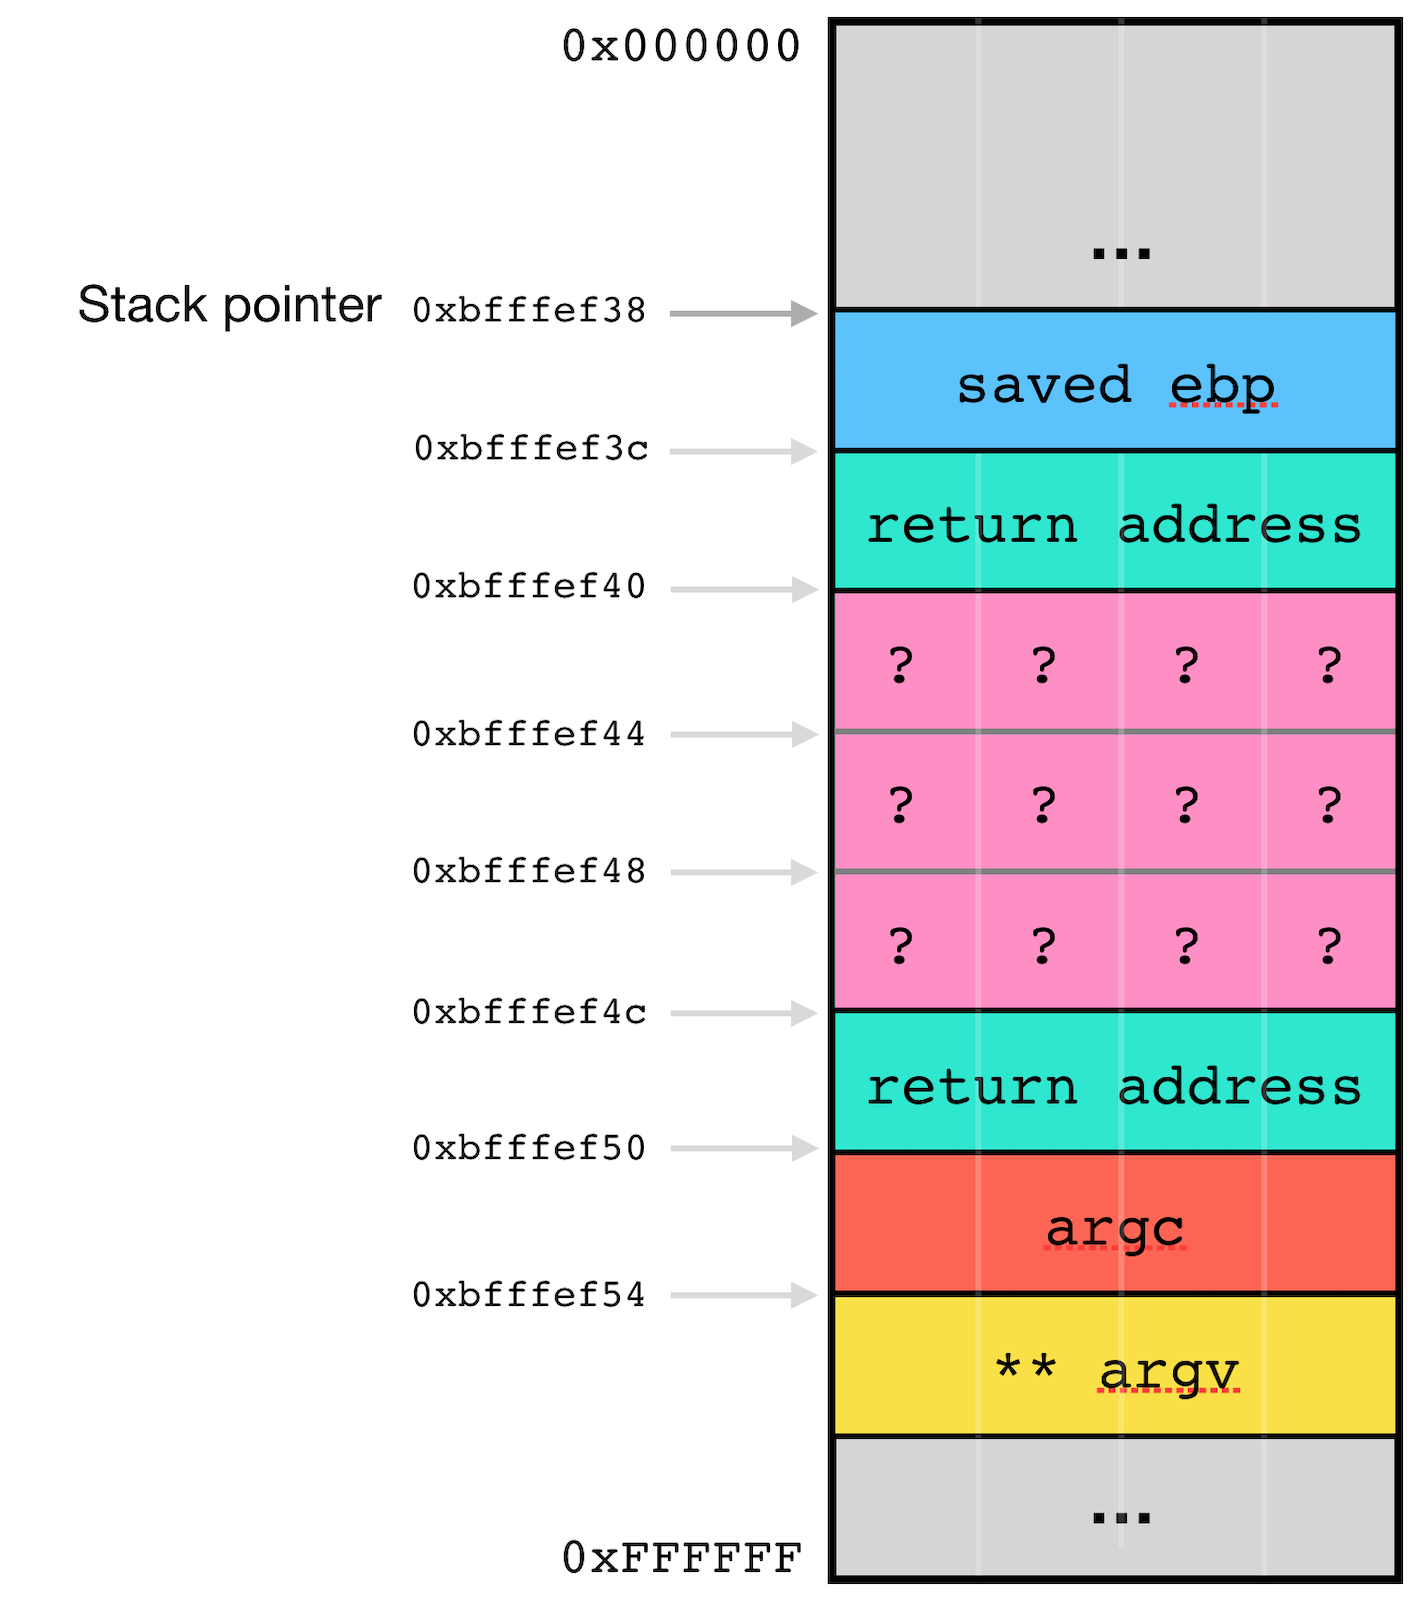 0x000000
...
Stack pointer 0xbfffef38
saved ebp
0xbfffef3c
return address
0xbfffef40
? ? ? ?
0xbfffef44
? ? ? ?
0xbfffef48
? ? ? ?
0xbfffef4c
return address
0xbfffef50
argc
0xbfffef54
** argv
...
0xFFFFFF